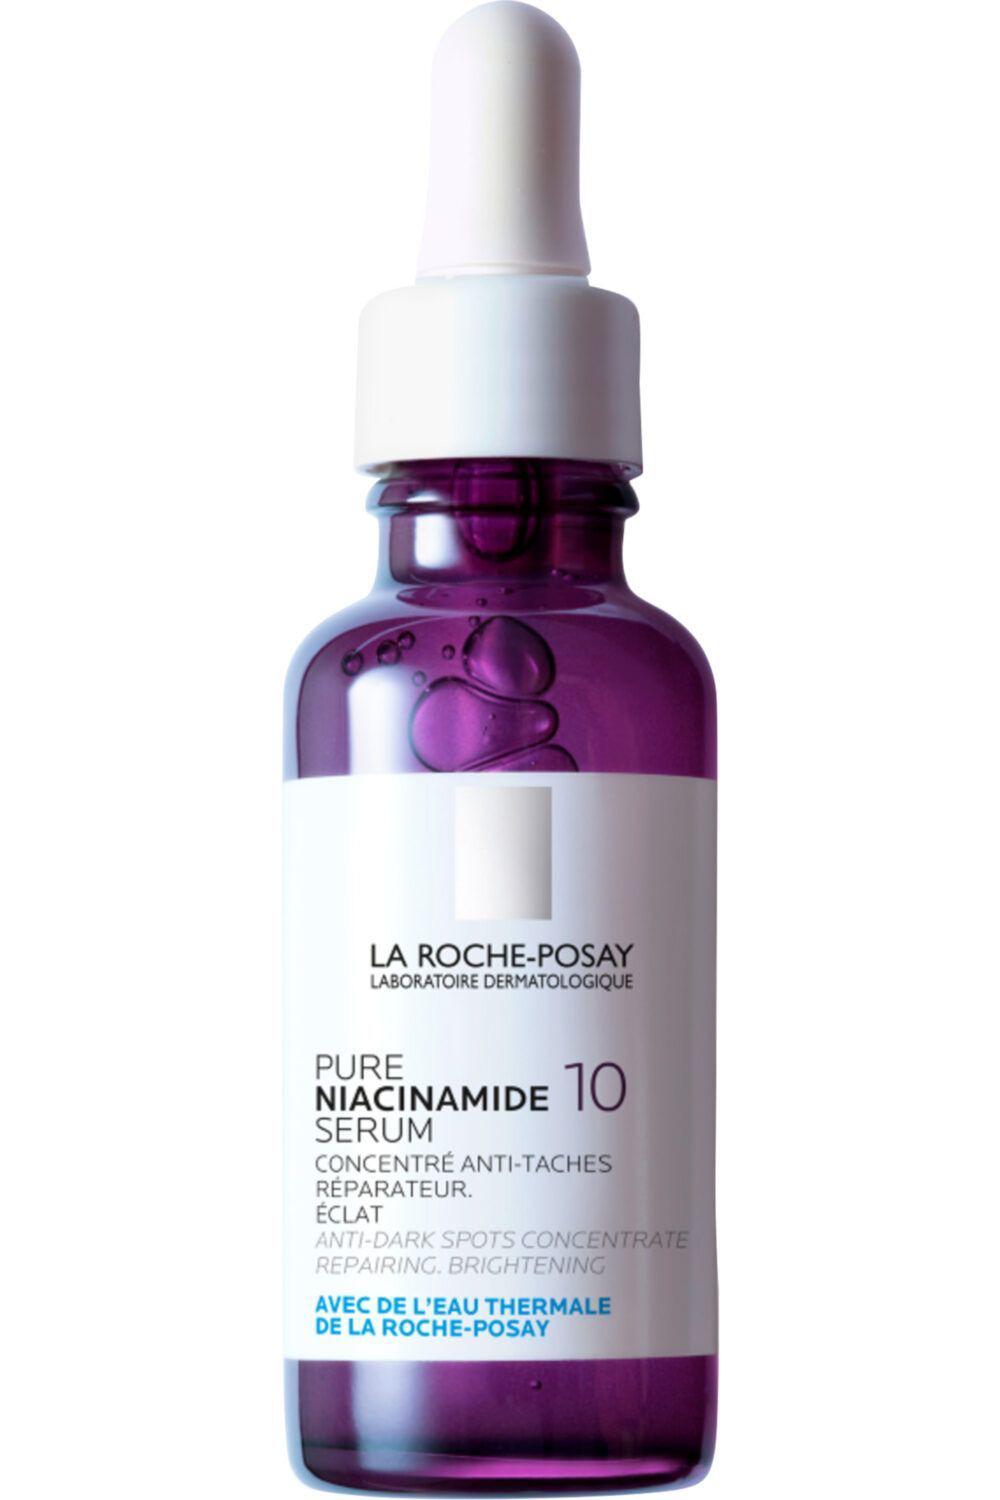 LA ROCHE-POSAY
LABORATOIRE DERMATOLOGIQUE
PURE
NIACINAMIDE 10
SERUM
CONCENTRÉ ANTI-TACHES
RÉPARATEUR.
ÉCLAT
ANTI-DARK SPOTS CONCENTRATE
REPAIRING. BRIGHTENING
AVEC DE L'EAU THERMALE
DE LA ROCHE-POSAY